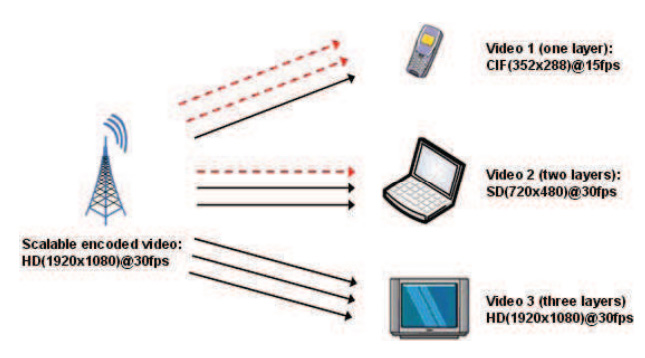 Video 1 (one layer):
CIF(352x288)@15fps
Video 2 (two layers):
SD(720x480)@30fps
Scalable encoded video:
HD(1920x1080)@30fps
Video 3 (three layers)
HD(1920x1080)@30fps